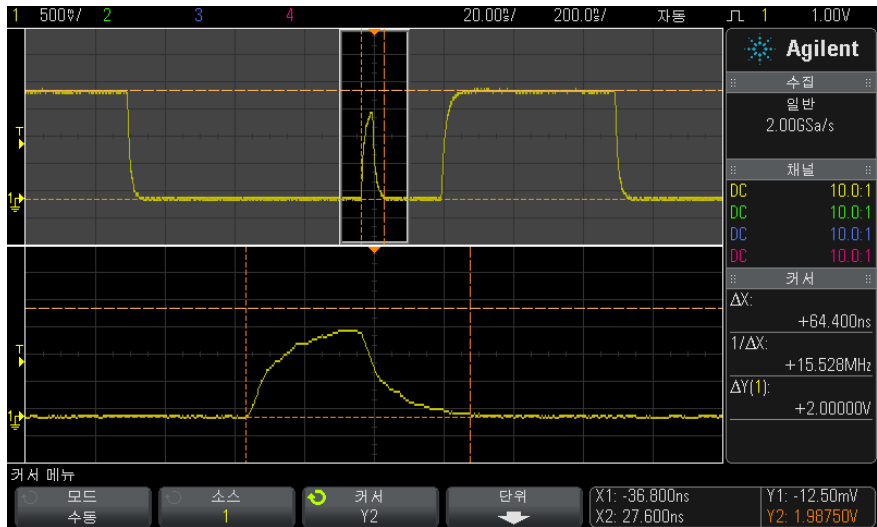 1 500㎷/ 2 3 4 20.00㎱/ 200.0㎱/ 자동 1 1.00V
Agilent
수집
일반
2.00GSa/s
채널
DC 10.0:1
DC 10.0:1
DC 10.0:1
DC 10.0:1
커서
ΔX:
+64.400ns
1/ΔX:
+15.528MHz
ΔY(1):
+2.00000V
T
1
T
1
커서 메뉴
모드
수동
소스
1
커서
Y2
단위
X1: -36.800ns
X2: 27.600ns
Y1: -12.50mV
Y2: 1.98750V